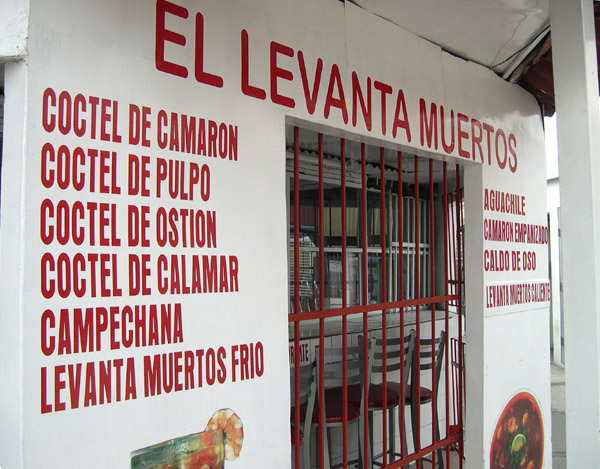 EL LEVANTA MUERTOS
COCTEL DE CAMARON
COCTEL DE PULPO
COCTEL DE OSTION
COCTEL DE CALAMAR
CAMPECHANA
LEVANTA MUERTOS FRIO
AGUACHILE
CAMARON EMPANIZADO
CALDO DE OSO
LEVANTA MUERTOS CALIENTE